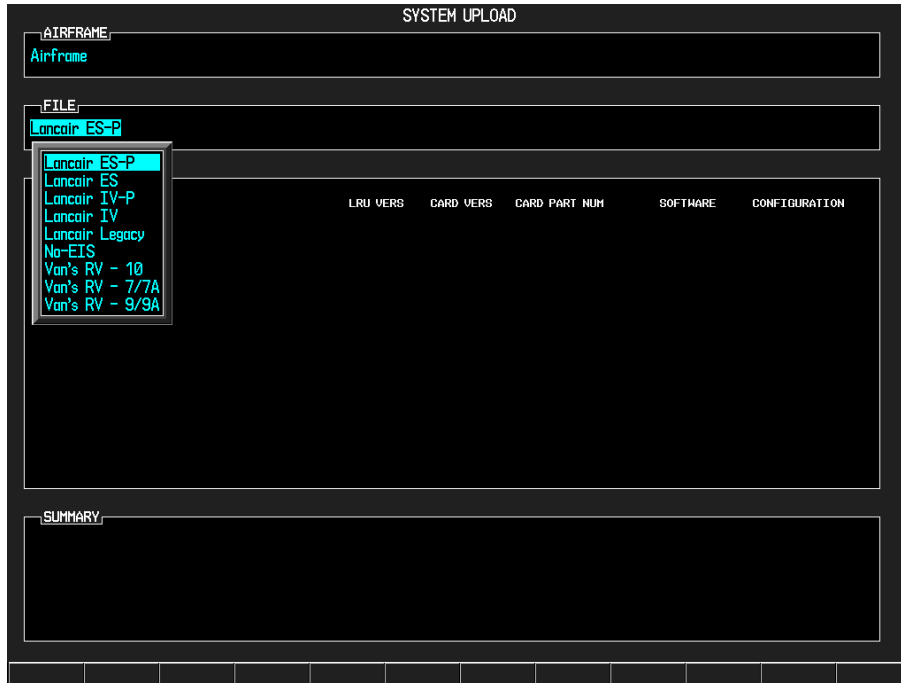 SYSTEM UPLOAD
AIRFRAME
Airframe
FILE
Lancair ES-P
Lancair ES-P
Lancair ES
Lancair IV-P
Lancair IV
Lancair Legacy
No-EIS
Van's RV - 10
Van's RV - 7/7A
Van's RV - 9/9A
LRU VERS CARD VERS CARD PART NUM SOFTWARE CONFIGURATION
SUMMARY